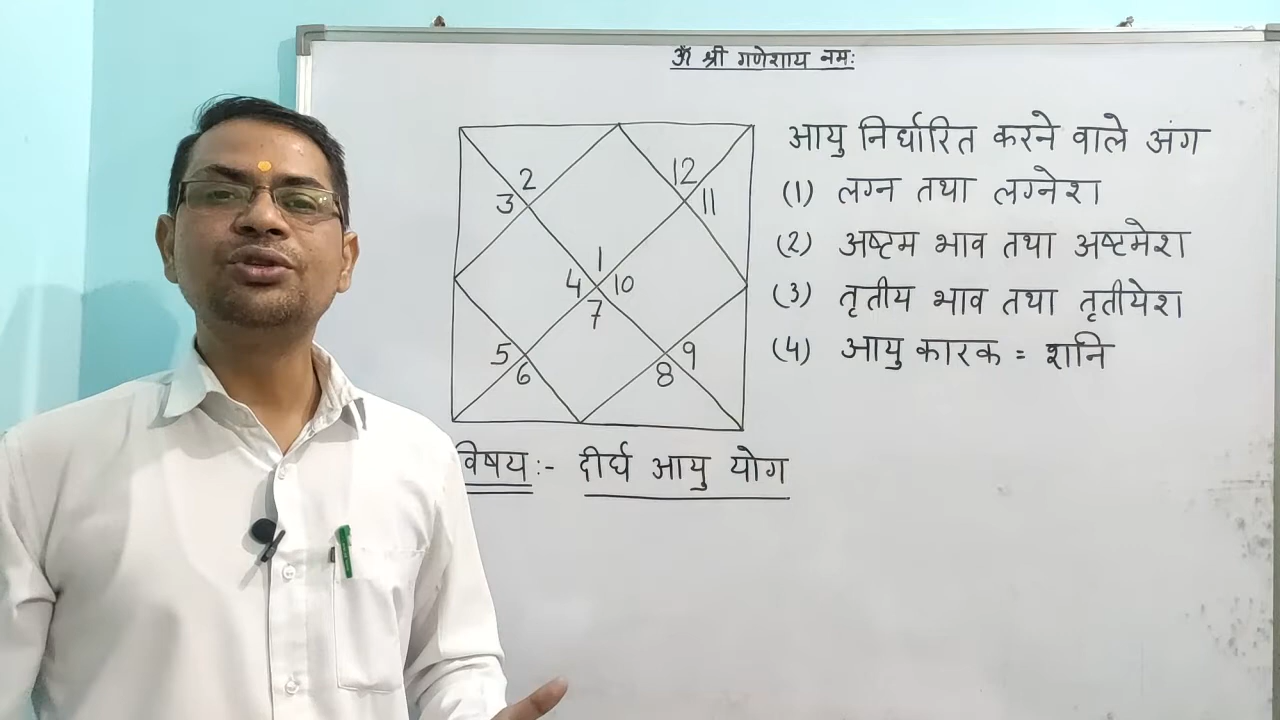 ॐ श्री गणेशाय नमः
आयु निर्धारित करने वाले अंग
(1) लग्न तथा लग्नेश
(2) अष्टम भाव तथा अष्टमेश
(3) तृतीय भाव तथा तृतीयेश
(4) आयु कारक = शनि
2 12
3 11
1
4 10
7
5 9
6 8
विषय :- दीर्घ आयु योग